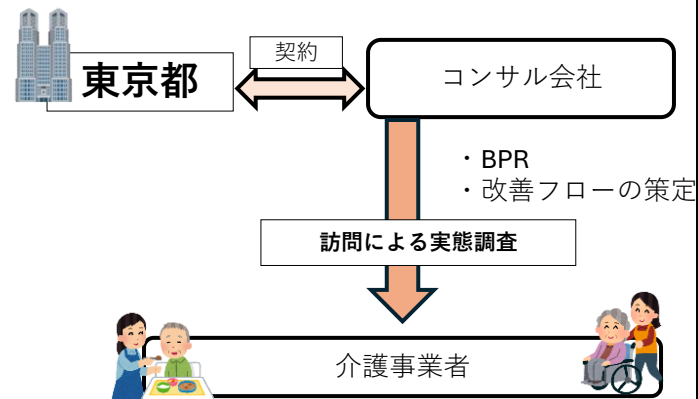 契約
東京都
コンサル会社
・BPR
・改善フローの策定
訪問による実態調査
介護事業者